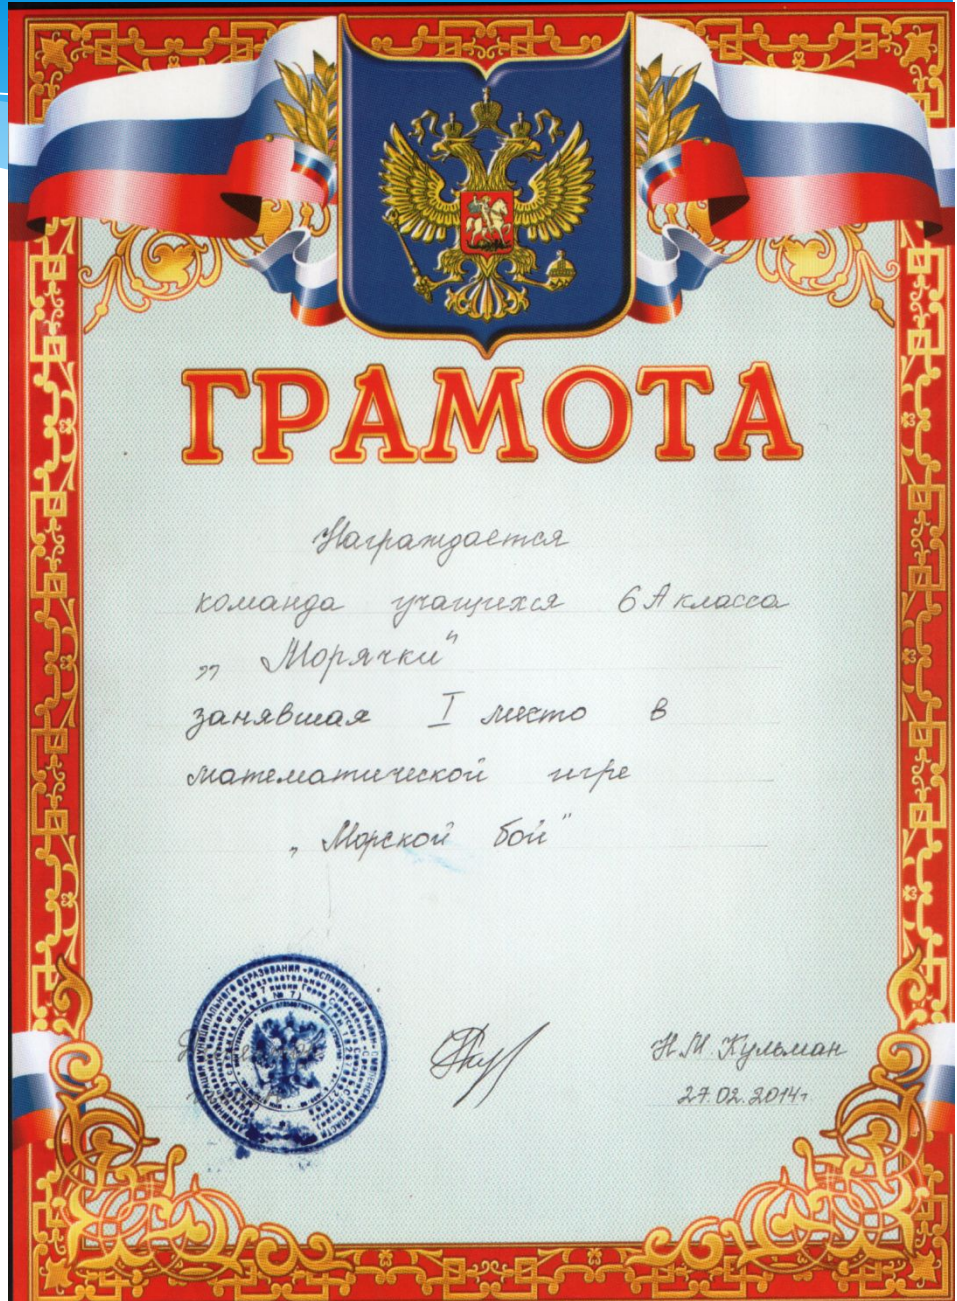 ГРАМОТА
Награждается
команда учащихся 6 А класса
„Морячки"
занявшая I место в
математической игре
„Морской бой"
Н.М. Кульман
27.02.2014г.